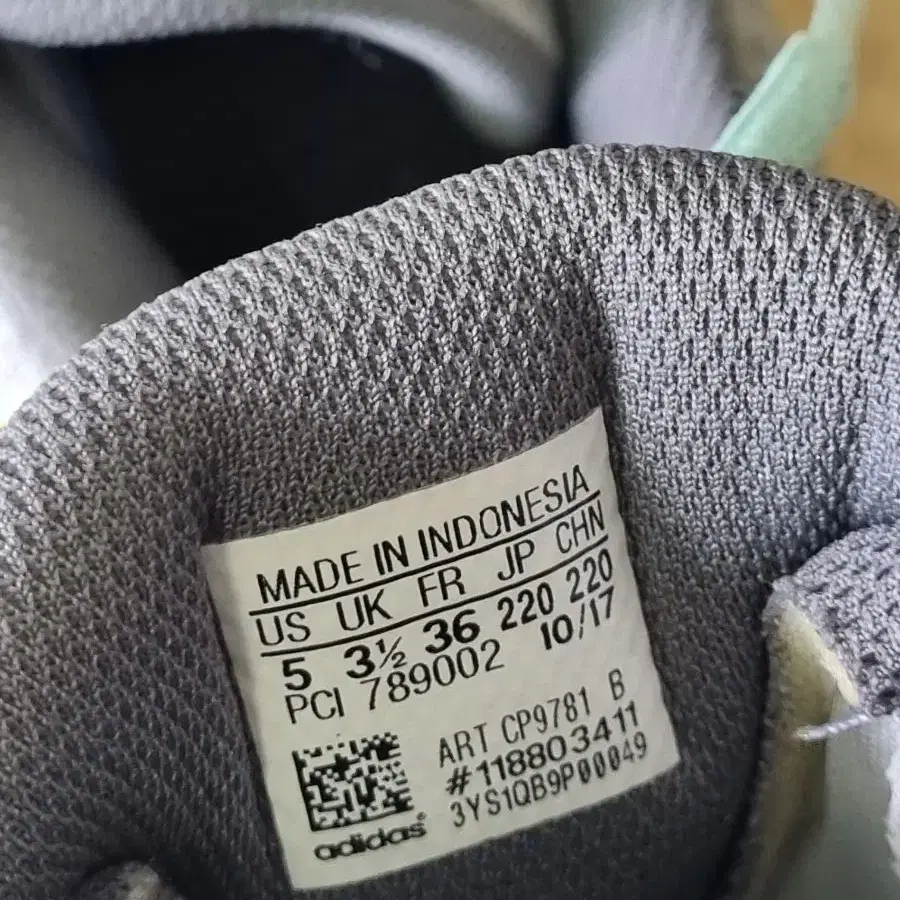 MADE IN INDONESIA
US UK FR JP CHN
5 3½ 36 220 220
PCI 789002 10/17
ART CP9781 B
#118803411
3YS1QB9P00049
adidas